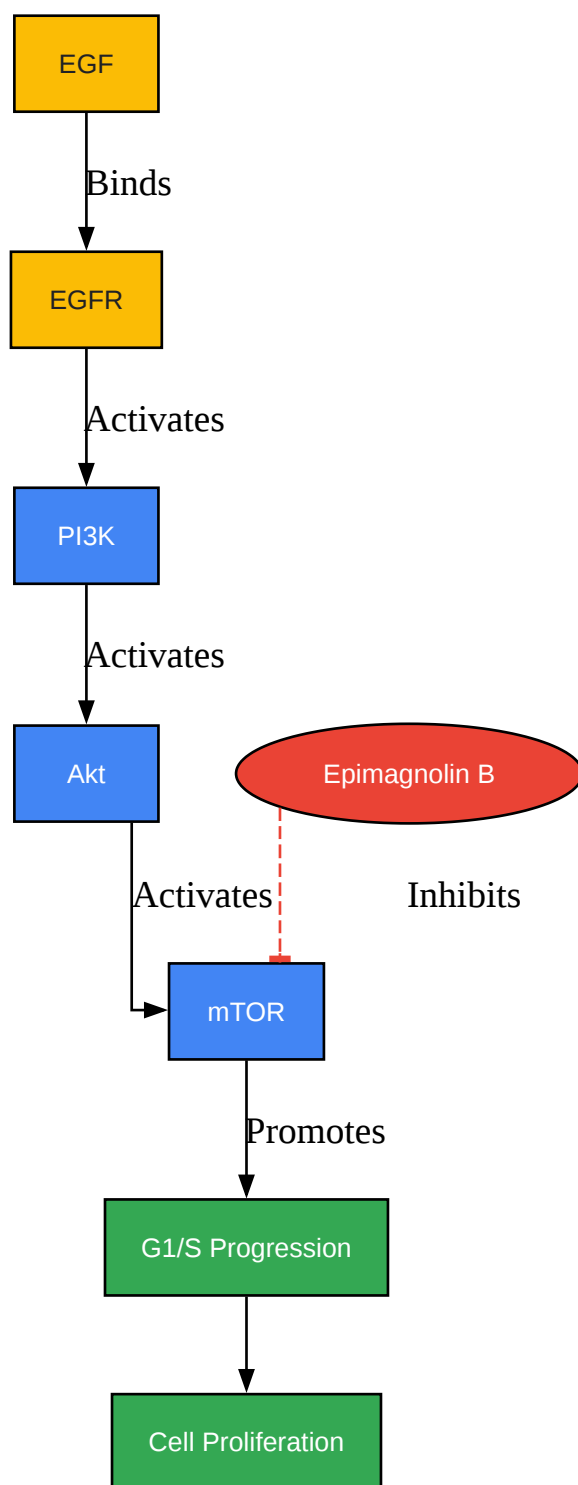 EGF
Binds
EGFR
Activates
PI3K
Activates
Akt
Epimagnolin B
Activates
Inhibits
mTOR
Promotes
G1/S Progression
Cell Proliferation